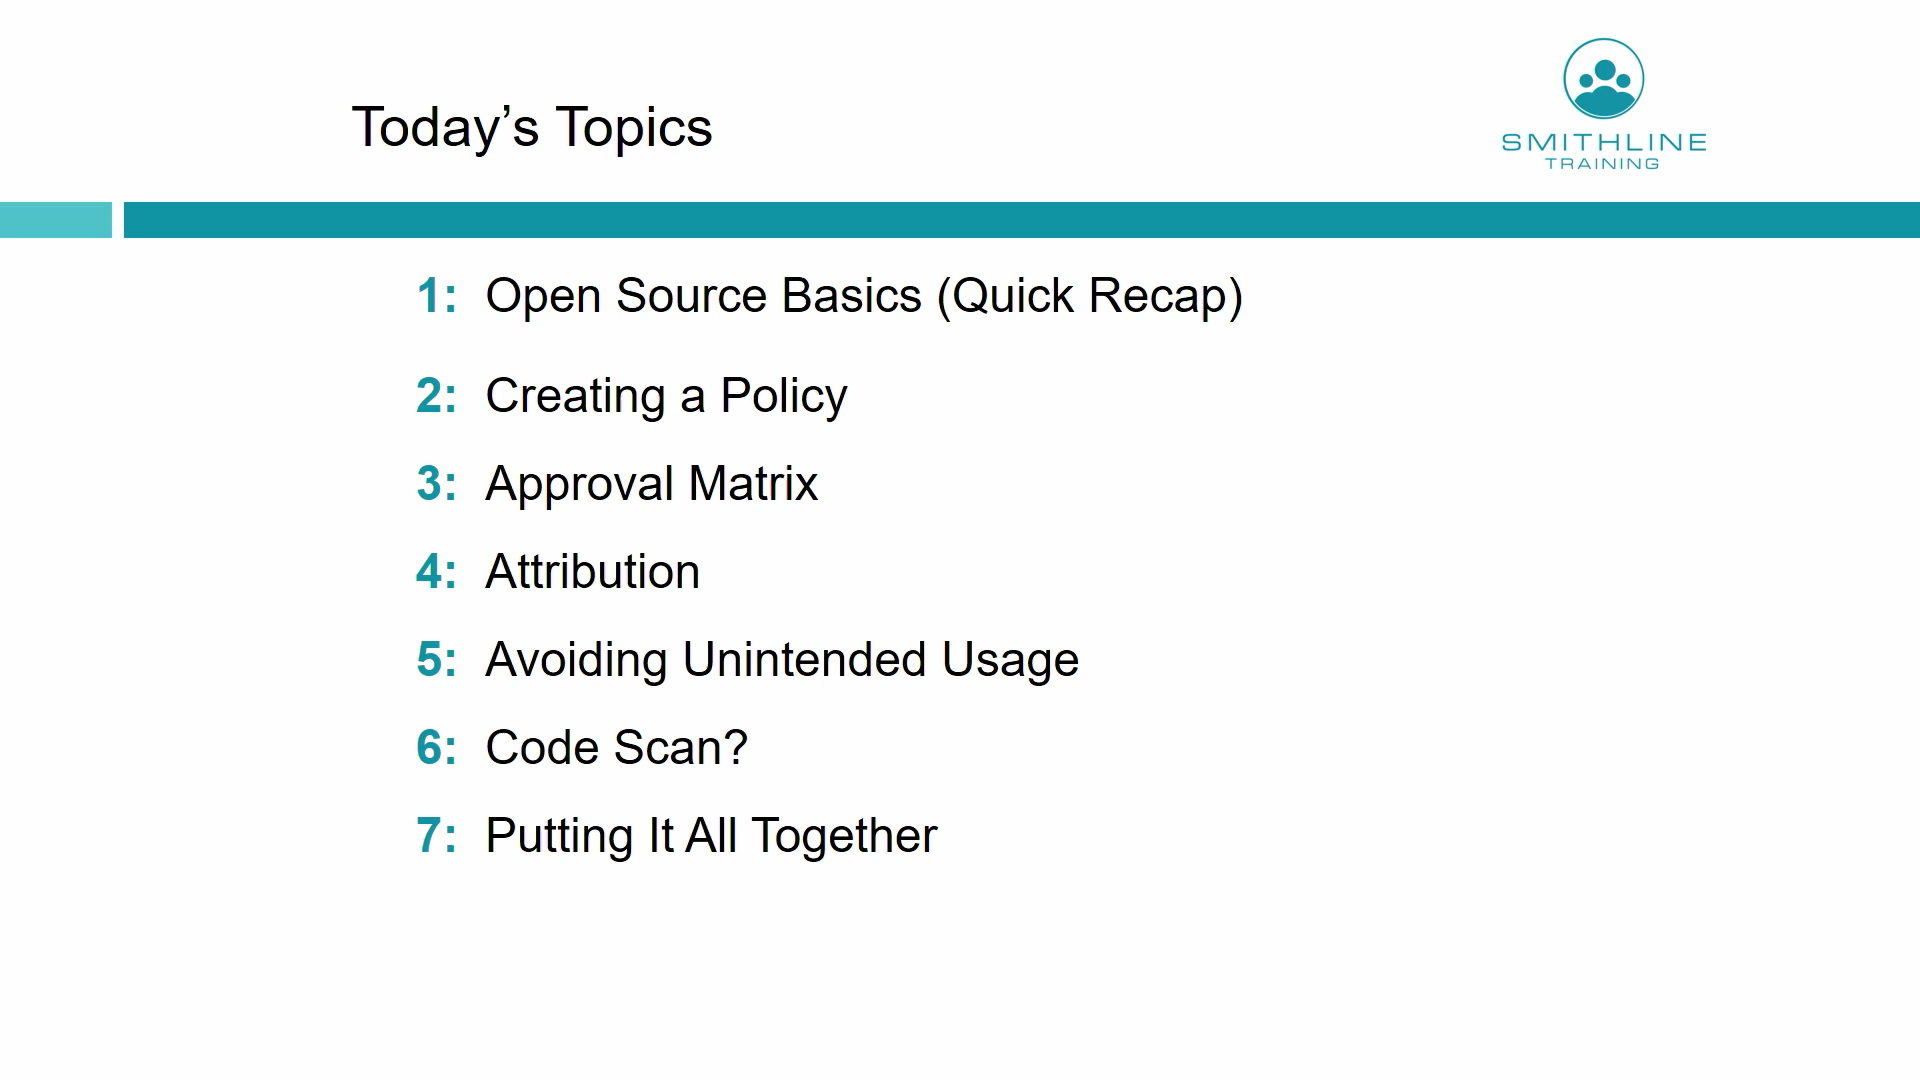 Today’s Topics
SMITHLINE
TRAINING
1: Open Source Basics (Quick Recap)
2: Creating a Policy
3: Approval Matrix
4: Attribution
5: Avoiding Unintended Usage
6: Code Scan?
7: Putting It All Together